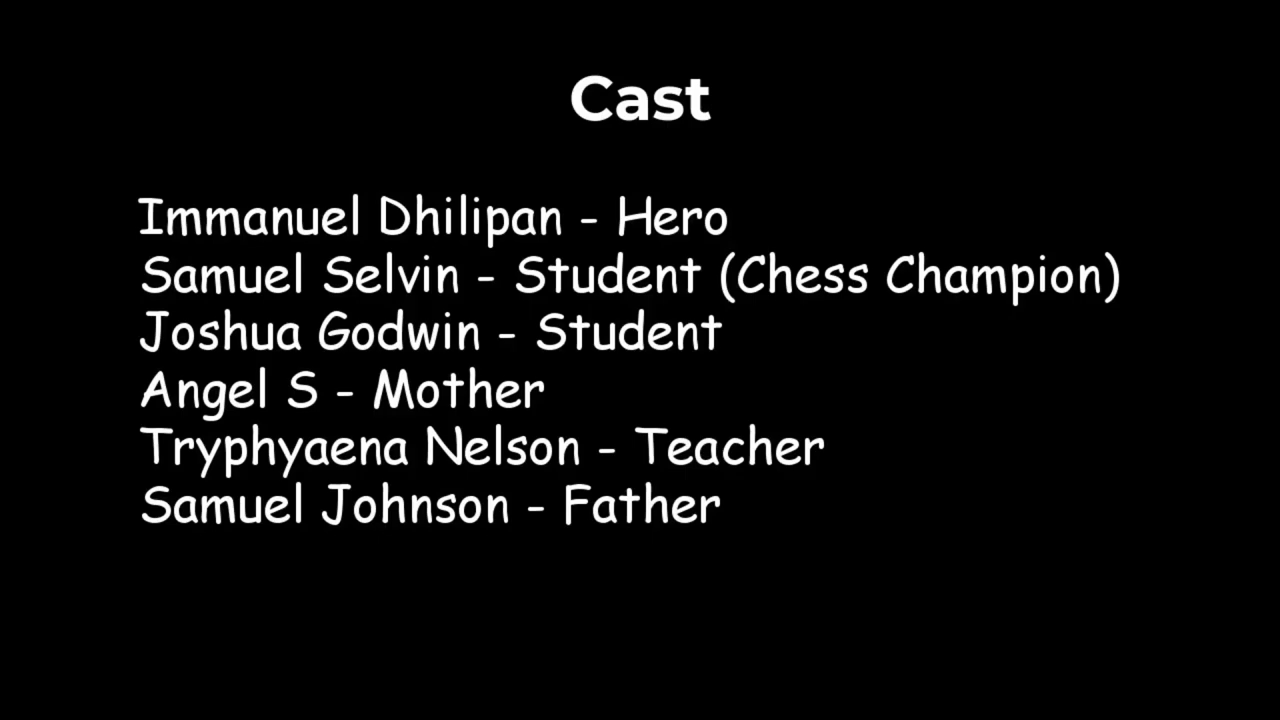 Cast
Immanuel Dhilipan - Hero
Samuel Selvin - Student (Chess Champion)
Joshua Godwin - Student
Angel S - Mother
Tryphyaena Nelson - Teacher
Samuel Johnson - Father